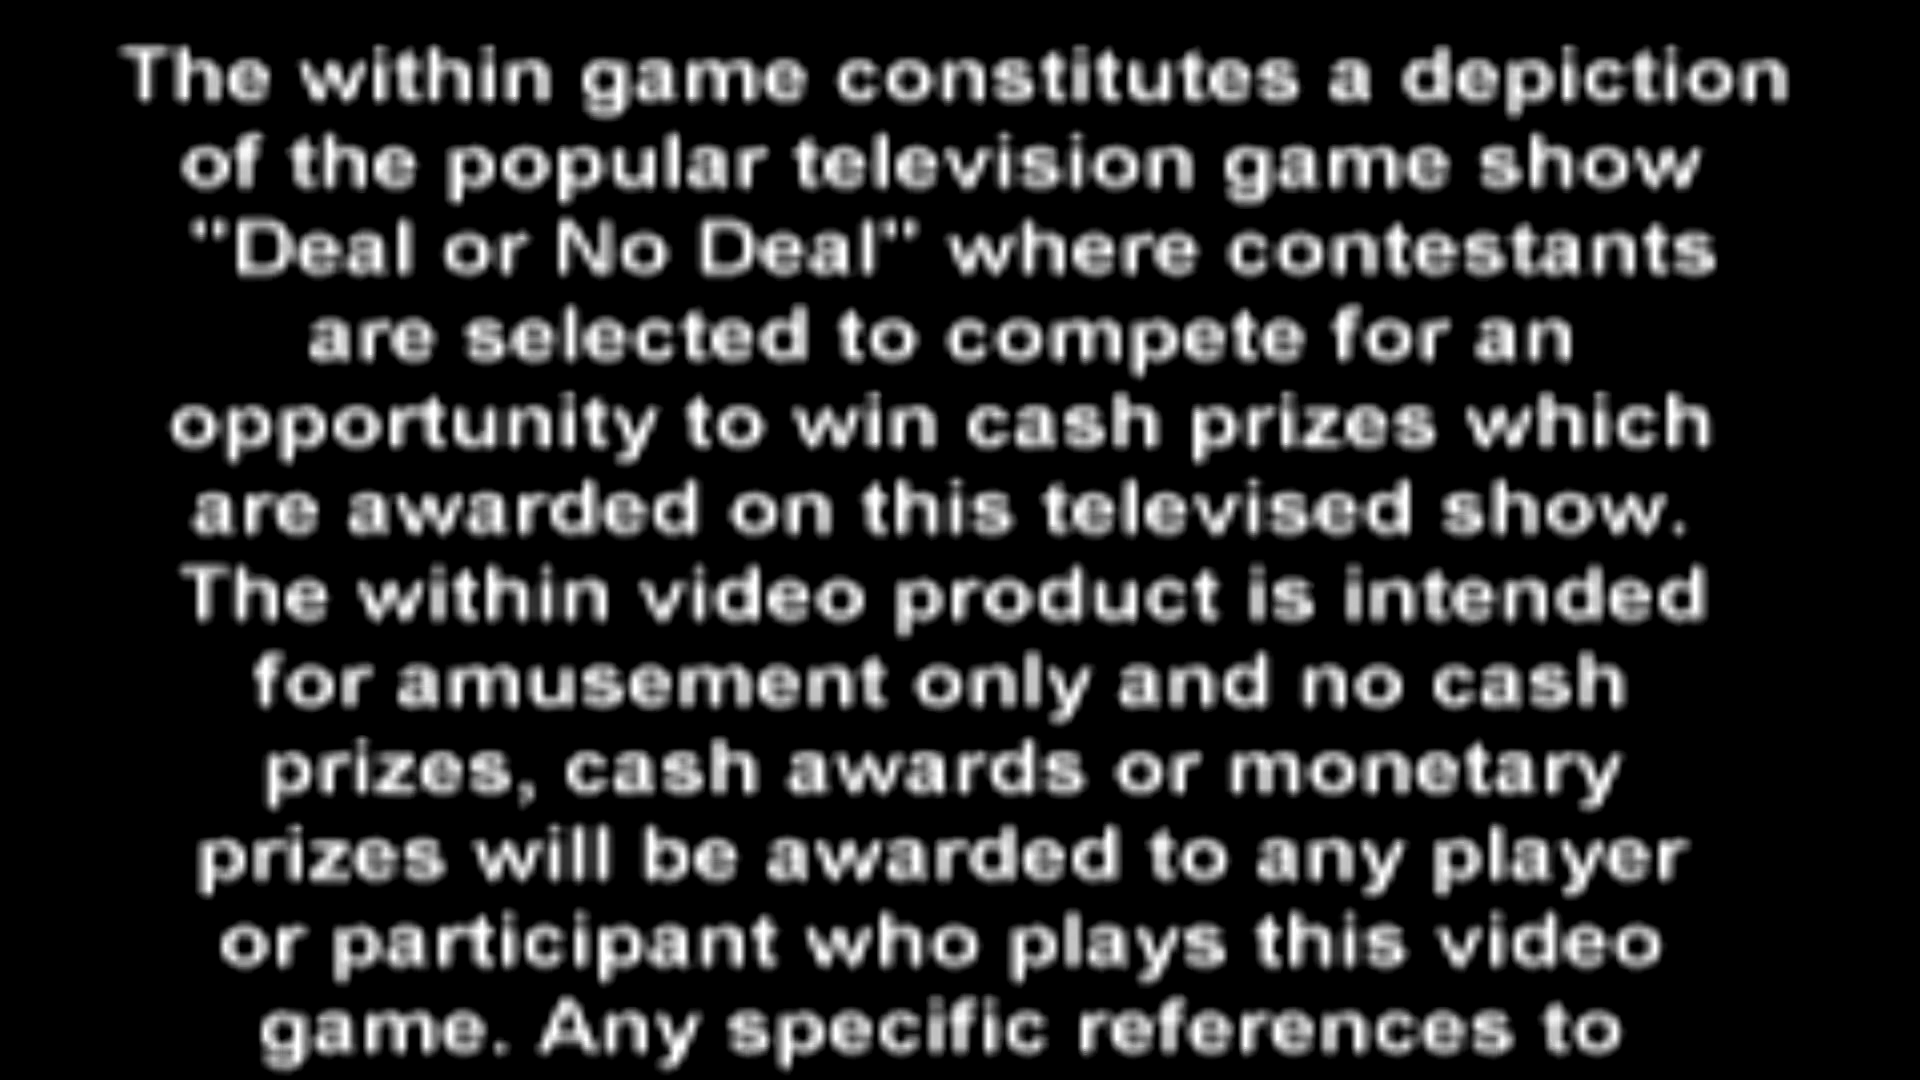 The within game constitutes a depiction
of the popular television game show
"Deal or No Deal" where contestants
are selected to compete for an
opportunity to win cash prizes which
are awarded on this televised show.
The within video product is intended
for amusement only and no cash
prizes, cash awards or monetary
prizes will be awarded to any player
or participant who plays this video
game. Any specific references to